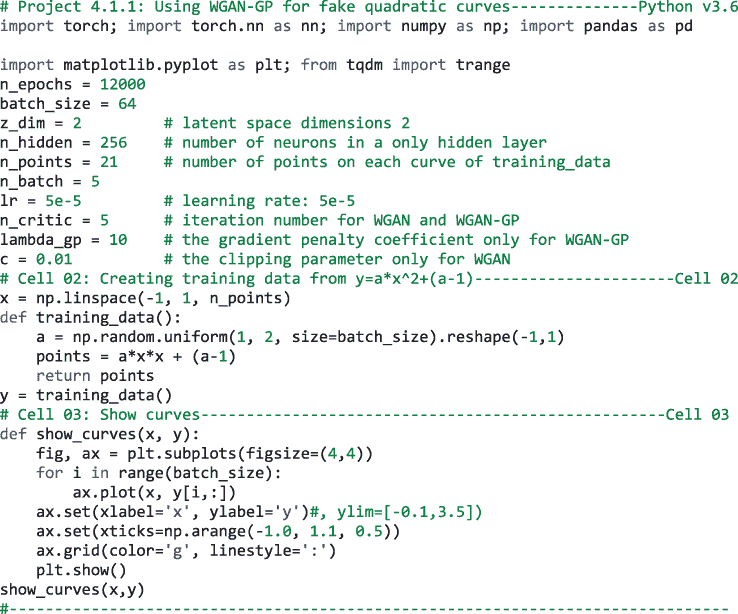 # Project 4.1.1: Using WGAN-GP for fake quadratic curves--------------Python v3.6
import torch; import torch.nn as nn; import numpy as np; import pandas as pd
import matplotlib.pyplot as plt; from tqdm import trange
n_epochs = 12000
batch_size = 64
z_dim = 2      # latent space dimensions 2
n_hidden = 256    # number of neurons in a only hidden layer
n_points = 21    # number of points on each curve of training_data
n_batch = 5
lr = 5e-5      # learning rate: 5e-5
n_critic = 5     # iteration number for WGAN and WGAN-GP
lambda_gp = 10    # the gradient penalty coefficient only for WGAN-GP
c = 0.01       # the clipping parameter only for WGAN
# Cell 02: Creating training data from y=a*x^2+(a-1)----------------------Cell 02
x = np.linspace(-1, 1, n_points)
def training_data():
    a = np.random.uniform(1, 2, size=batch_size).reshape(-1,1)
    points = a*x*x + (a-1)
    return points
y = training_data()
# Cell 03: Show curves---------------------------------------------------Cell 03
def show_curves(x, y):
    fig, ax = plt.subplots(figsize=(4,4))
    for i in range(batch_size):
        ax.plot(x, y[i,:])
    ax.set(xlabel='x', ylabel='y')#, ylim=[-0.1,3.5])
    ax.set(xticks=np.arange(-1.0, 1.1, 0.5))
    ax.grid(color='g', linestyle=':')
    plt.show()
show_curves(x,y)
#-------------------------------------------------------------------------------